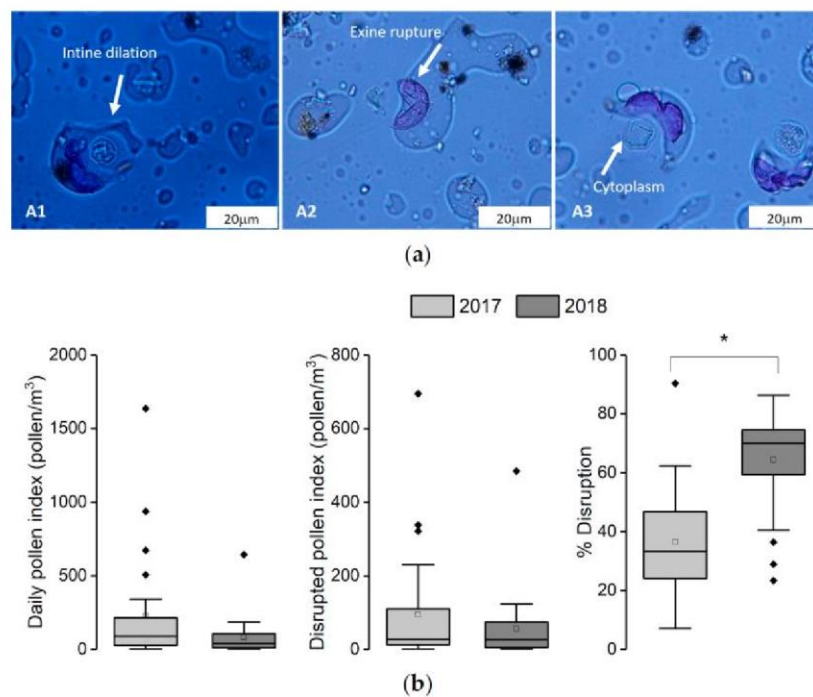 (a)
Intine dilation
A1
20μm
Exine rupture
A2
20μm
Cytoplasm
A3
20μm
(a)
2017 2018
Daily pollen index (pollen/m³)
2000
1500
1000
500
0
Disrupted pollen index (pollen/m³)
800
600
400
200
0
% Disruption
100
80
60
40
20
0
*
(b)